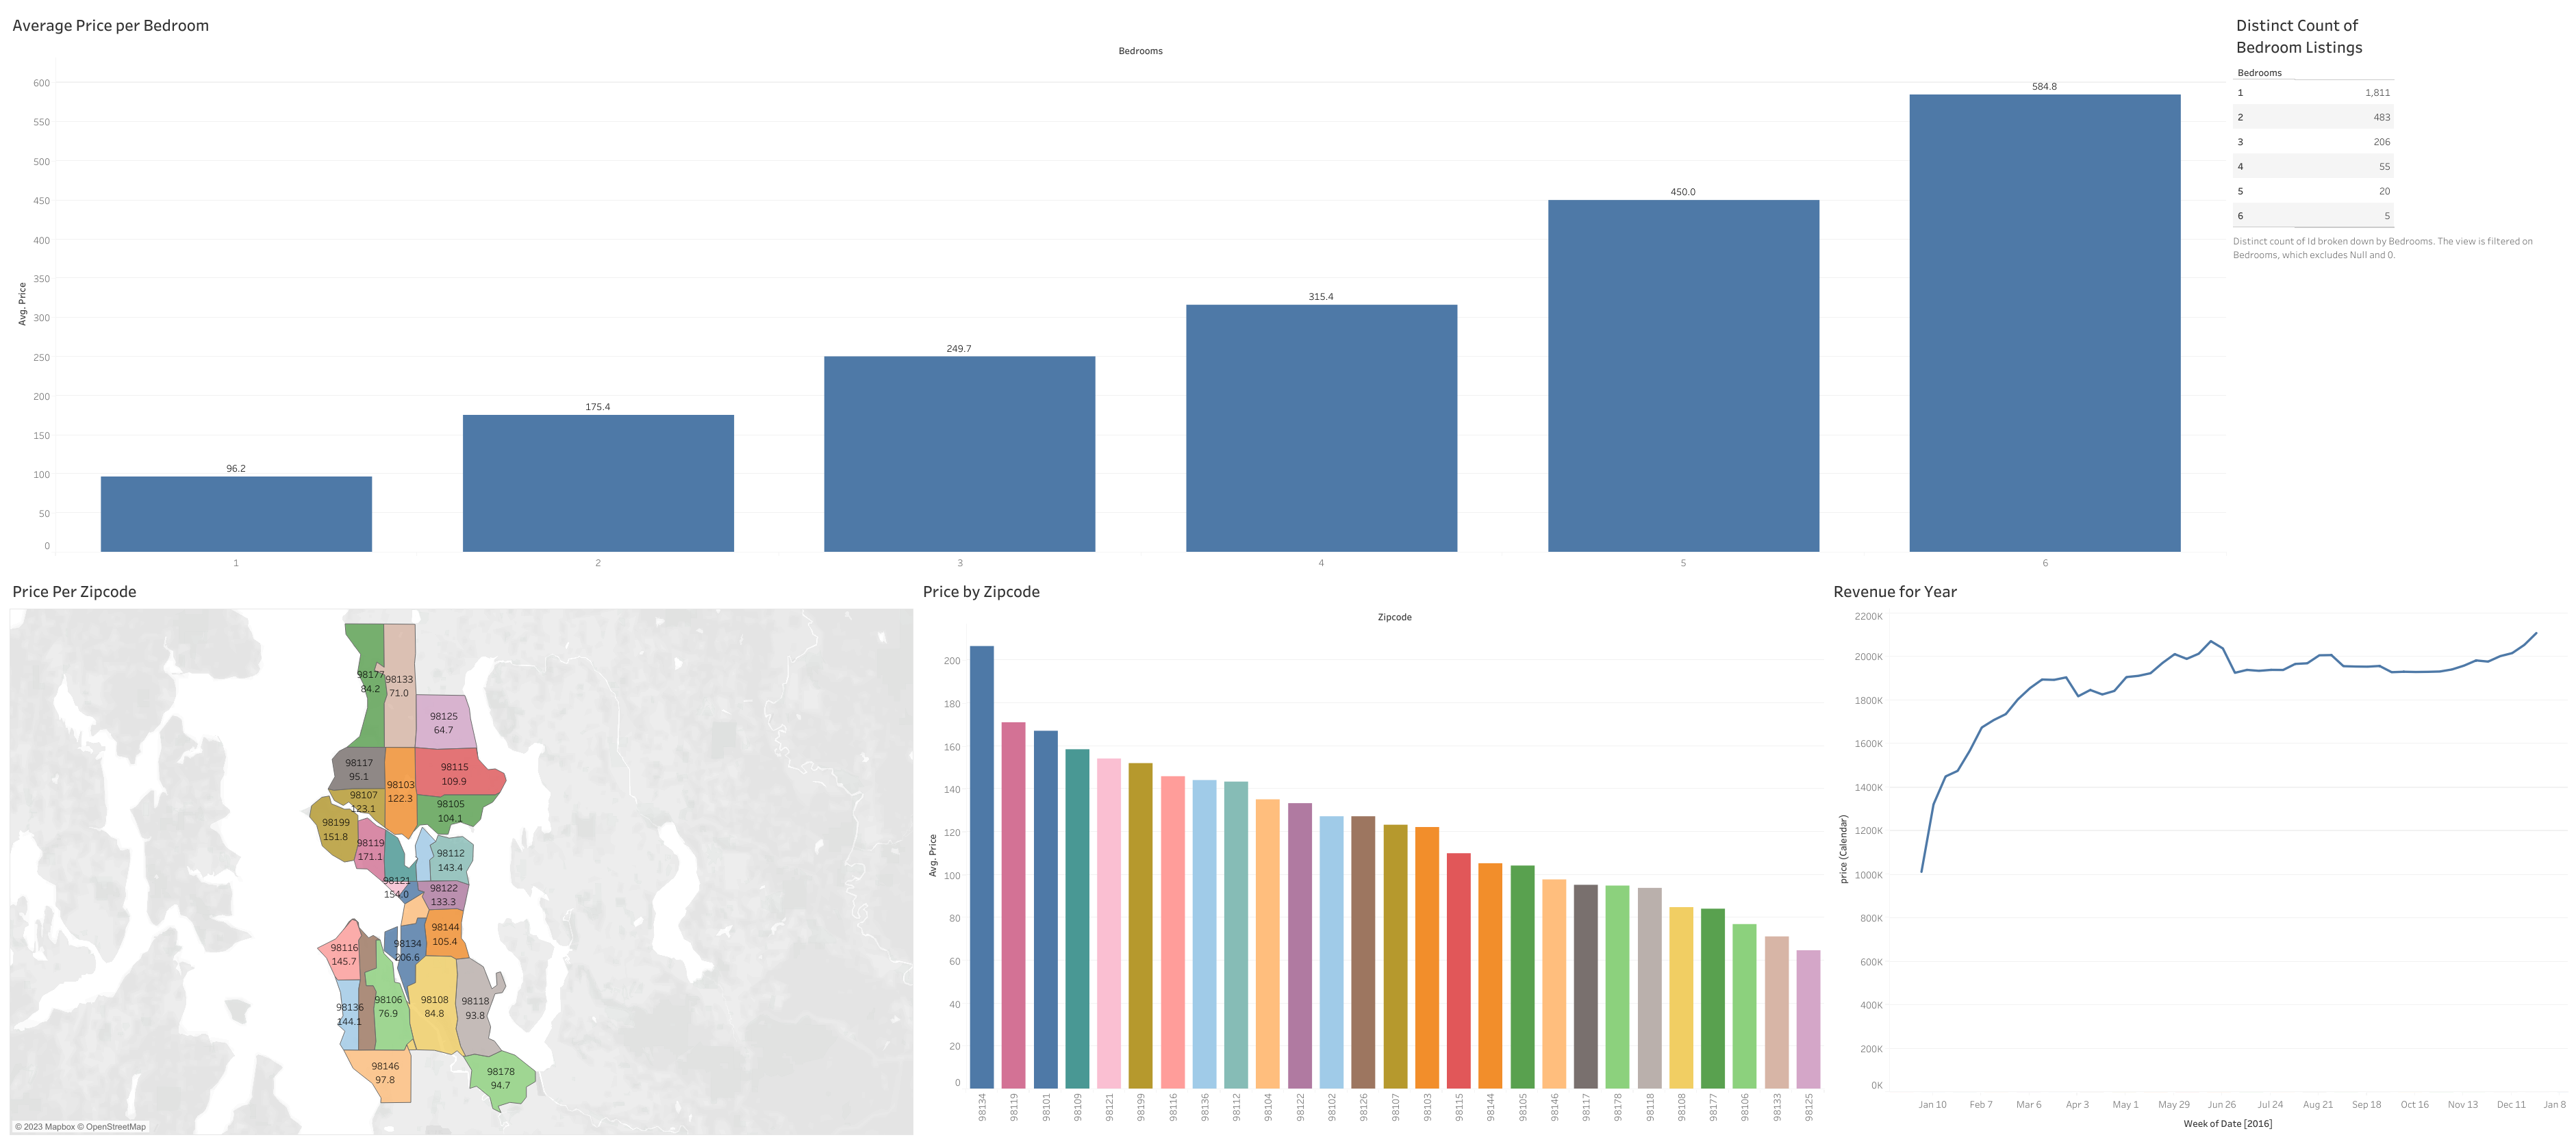 Average Price per Bedroom
Bedrooms
600
550
500
450
400
350
300
250
200
150
100
50
0
Avg. Price
96.2
175.4
249.7
315.4
450.0
584.8
1
2
3
4
5
6
Distinct Count of
Bedroom Listings
Bedrooms
1 1,811
2 483
3 206
4 55
5 20
6 5
Distinct count of Id broken down by Bedrooms. The view is filtered on
Bedrooms, which excludes Null and 0.
Price Per Zipcode
98177
84.2
98133
71.0
98125
64.7
98117
95.1
98103
122.3
98115
109.9
98107
123.1
98105
104.1
98199
151.8
98119
171.1
98112
143.4
98121
154.0
98122
133.3
98116
145.7
98134
206.6
98144
105.4
98136
144.1
98106
76.9
98108
84.8
98118
93.8
98146
97.8
98178
94.7
© 2023 Mapbox © OpenStreetMap
Price by Zipcode
Zipcode
200
180
160
140
120
100
80
60
40
20
0
Avg. Price
98134
98119
98101
98109
98121
98199
98116
98136
98112
98104
98122
98102
98126
98107
98103
98115
98144
98105
98146
98117
98178
98118
98108
98177
98106
98133
98125
Revenue for Year
2200K
2000K
1800K
1600K
1400K
1200K
1000K
800K
600K
400K
200K
0K
price (Calendar)
Jan 10
Feb 7
Mar 6
Apr 3
May 1
May 29
Jun 26
Jul 24
Aug 21
Sep 18
Oct 16
Nov 13
Dec 11
Jan 8
Week of Date [2016]